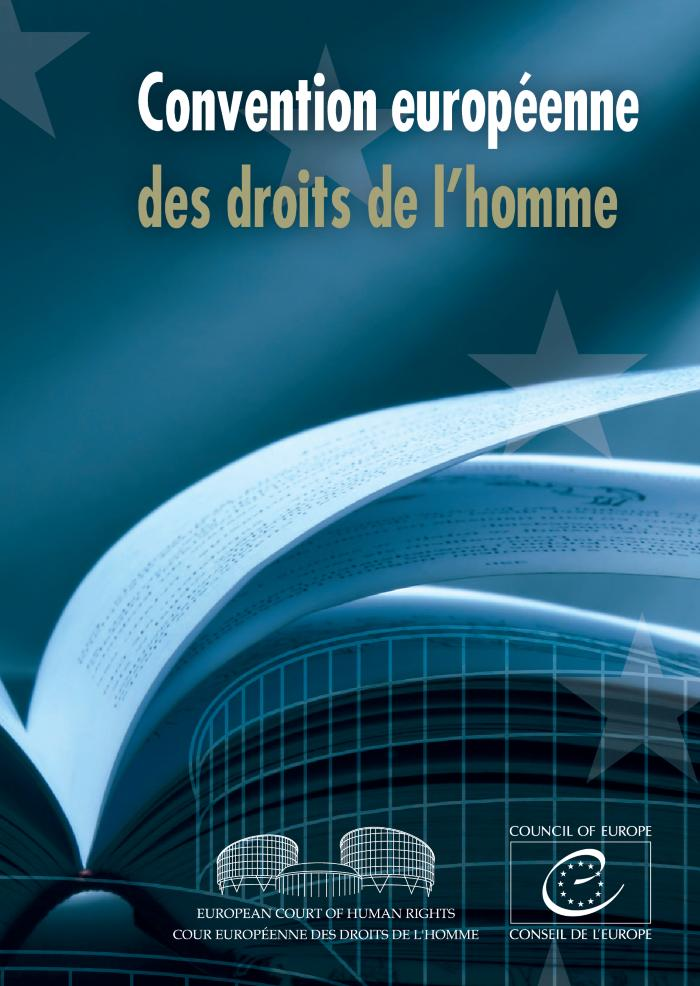 Convention européenne
des droits de l'homme
EUROPEAN COURT OF HUMAN RIGHTS
COUR EUROPÉENNE DES DROITS DE L'HOMME
COUNCIL OF EUROPE
CONSEIL DE L'EUROPE